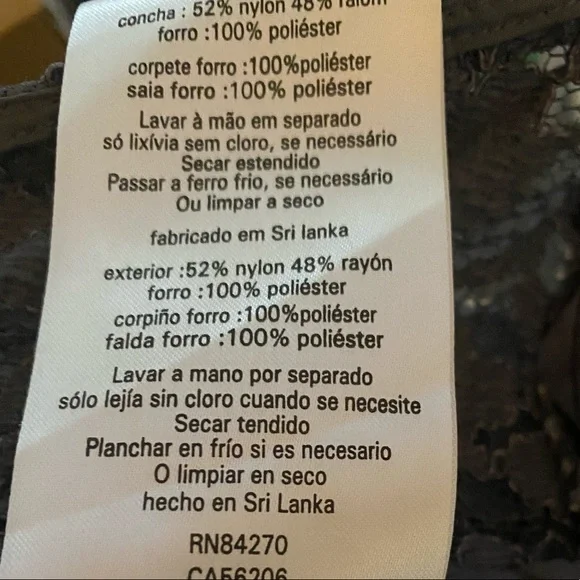 concha : 52% nylon 48% raiom
forro :100% poliéster
corpete forro :100%poliéster
saia forro :100% poliéster
Lavar à mão em separado
só lixívia sem cloro, se necessário
Secar estendido
Passar a ferro frio, se necessário
Ou limpar a seco
fabricado em Sri lanka
exterior :52% nylon 48% rayón
forro :100% poliéster
corpiño forro :100%poliéster
falda forro :100% poliéster
Lavar a mano por separado
sólo lejía sin cloro cuando se necesite
Secar tendido
Planchar en frío si es necesario
O limpiar en seco
hecho en Sri Lanka
RN84270
CA56206